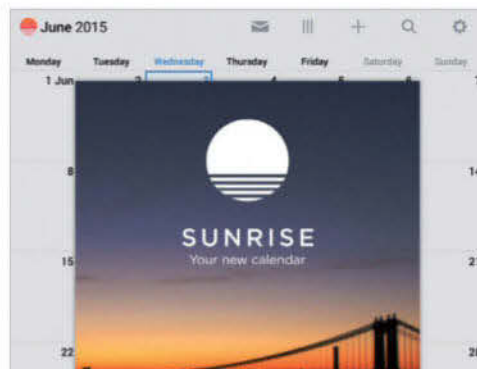 June 2015
Monday Tuesday Wednesday Thursday Friday Saturday Sunday
1 Jun 2 3 4 5 6 7
8 14
SUNRISE
Your new calendar
15 21
22 28